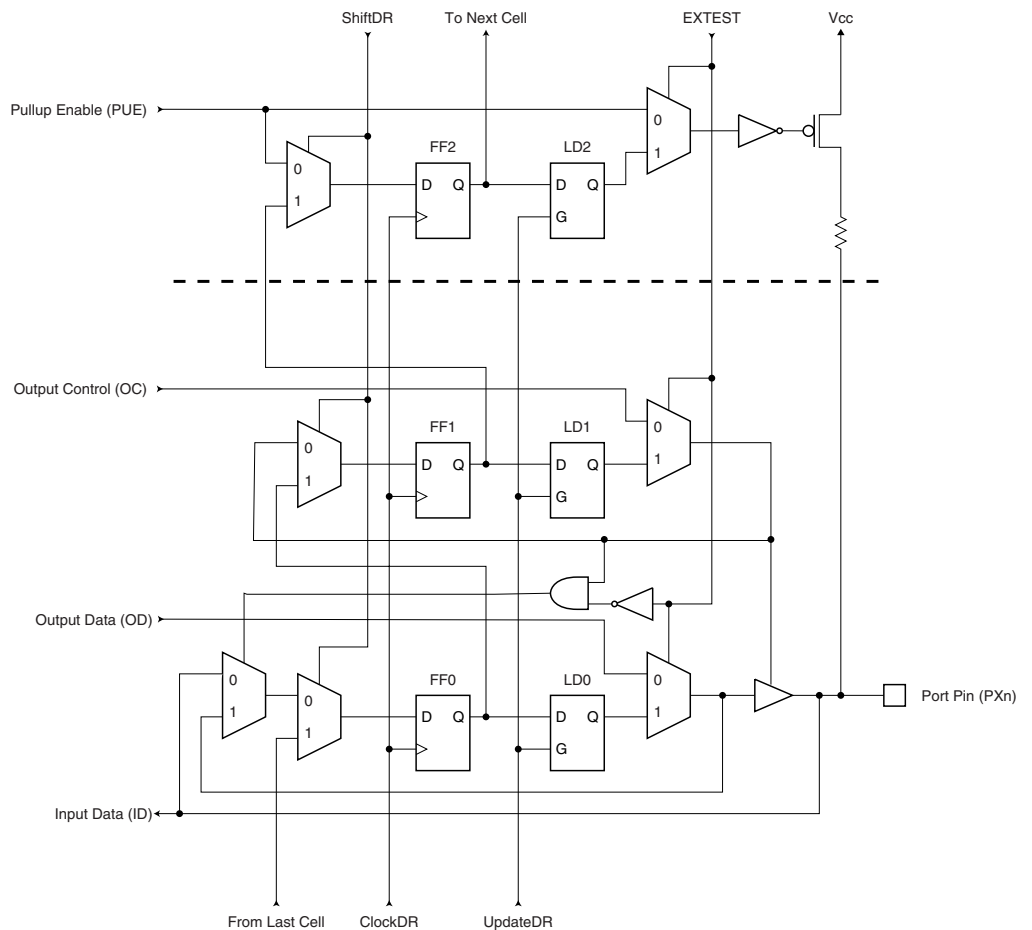 ShiftDR To Next Cell EXTEST Vcc
Pullup Enable (PUE)
0
1
FF2
D Q
LD2
D Q
G
0
1
Output Control (OC)
0
1
FF1
D Q
LD1
D Q
G
0
1
Output Data (OD)
0
1
0
1
FF0
D Q
LD0
D Q
G
0
1
Port Pin (PXn)
Input Data (ID)
From Last Cell ClockDR UpdateDR